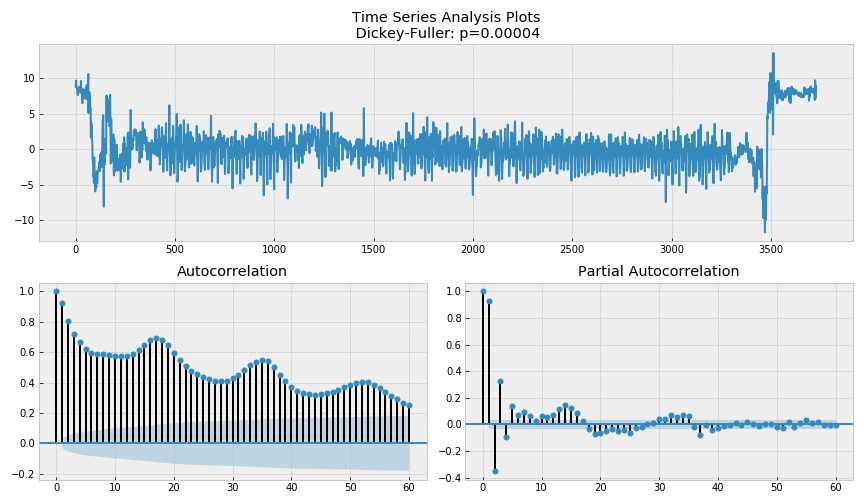 Time Series Analysis Plots
Dickey-Fuller: p=0.00004
10
5
0
−5
−10
0 500 1000 1500 2000 2500 3000 3500
Autocorrelation
1.0
0.8
0.6
0.4
0.2
0.0
−0.2
0 10 20 30 40 50 60
Partial Autocorrelation
1.0
0.8
0.6
0.4
0.2
0.0
−0.2
−0.4
0 10 20 30 40 50 60